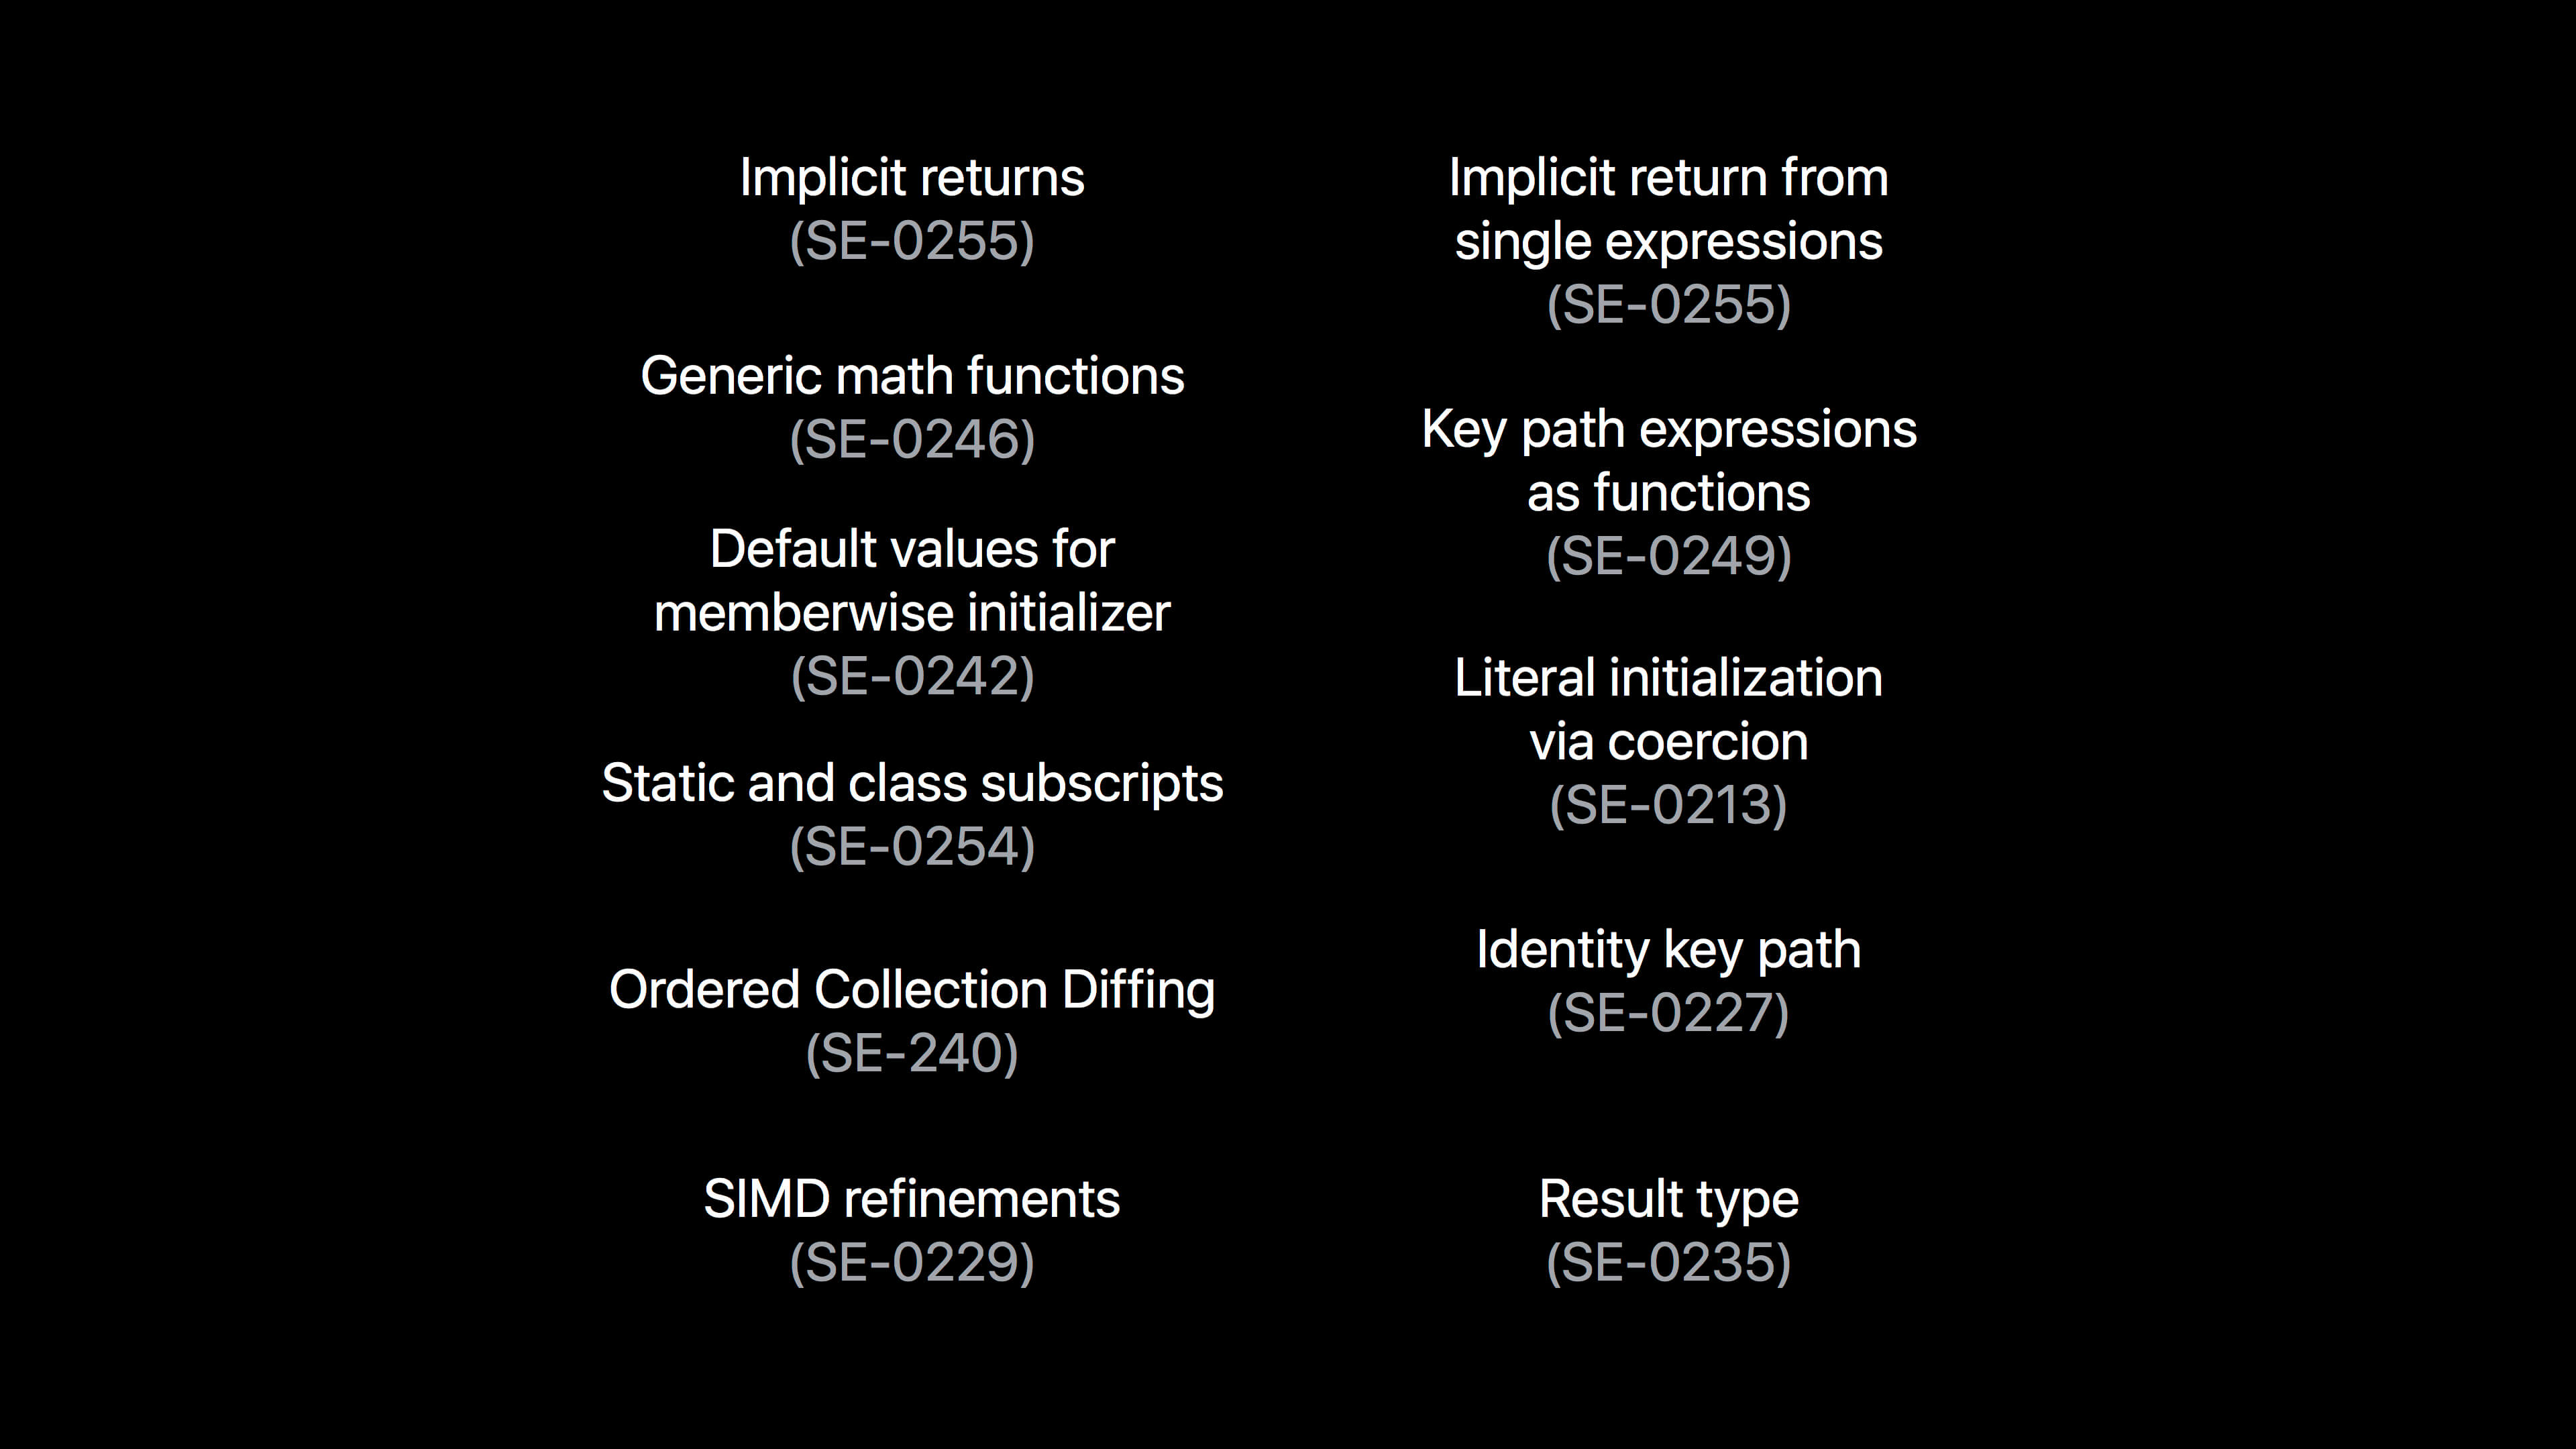 Implicit returns
(SE-0255)
Generic math functions
(SE-0246)
Default values for
memberwise initializer
(SE-0242)
Static and class subscripts
(SE-0254)
Ordered Collection Diffing
(SE-240)
SIMD refinements
(SE-0229)
Implicit return from
single expressions
(SE-0255)
Key path expressions
as functions
(SE-0249)
Literal initialization
via coercion
(SE-0213)
Identity key path
(SE-0227)
Result type
(SE-0235)